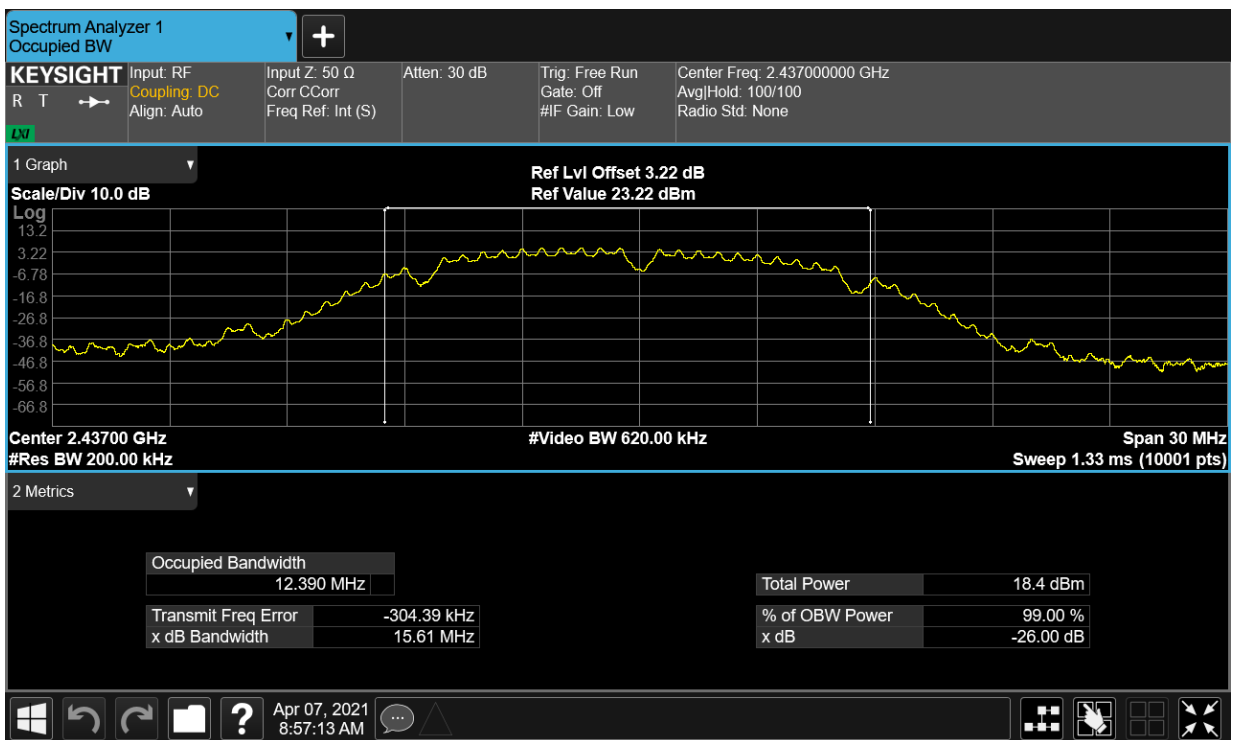 Spectrum Analyzer 1
Occupied BW
KEYSIGHT Input: RF Input Z: 50 Ω Atten: 30 dB Trig: Free Run Center Freq: 2.437000000 GHz
R T Coupling: DC Corr CCorr Gate: Off Avg|Hold: 100/100
Align: Auto Freq Ref: Int (S) #IF Gain: Low Radio Std: None
LXI
1 Graph Ref Lvl Offset 3.22 dB
Scale/Div 10.0 dB Ref Value 23.22 dBm
Log
13.2
3.22
-6.78
-16.8
-26.8
-36.8
-46.8
-56.8
-66.8
Center 2.43700 GHz #Video BW 620.00 kHz Span 30 MHz
#Res BW 200.00 kHz Sweep 1.33 ms (10001 pts)
2 Metrics
Occupied Bandwidth
12.390 MHz Total Power 18.4 dBm
Transmit Freq Error -304.39 kHz % of OBW Power 99.00 %
x dB Bandwidth 15.61 MHz x dB -26.00 dB
? Apr 07, 2021
8:57:13 AM